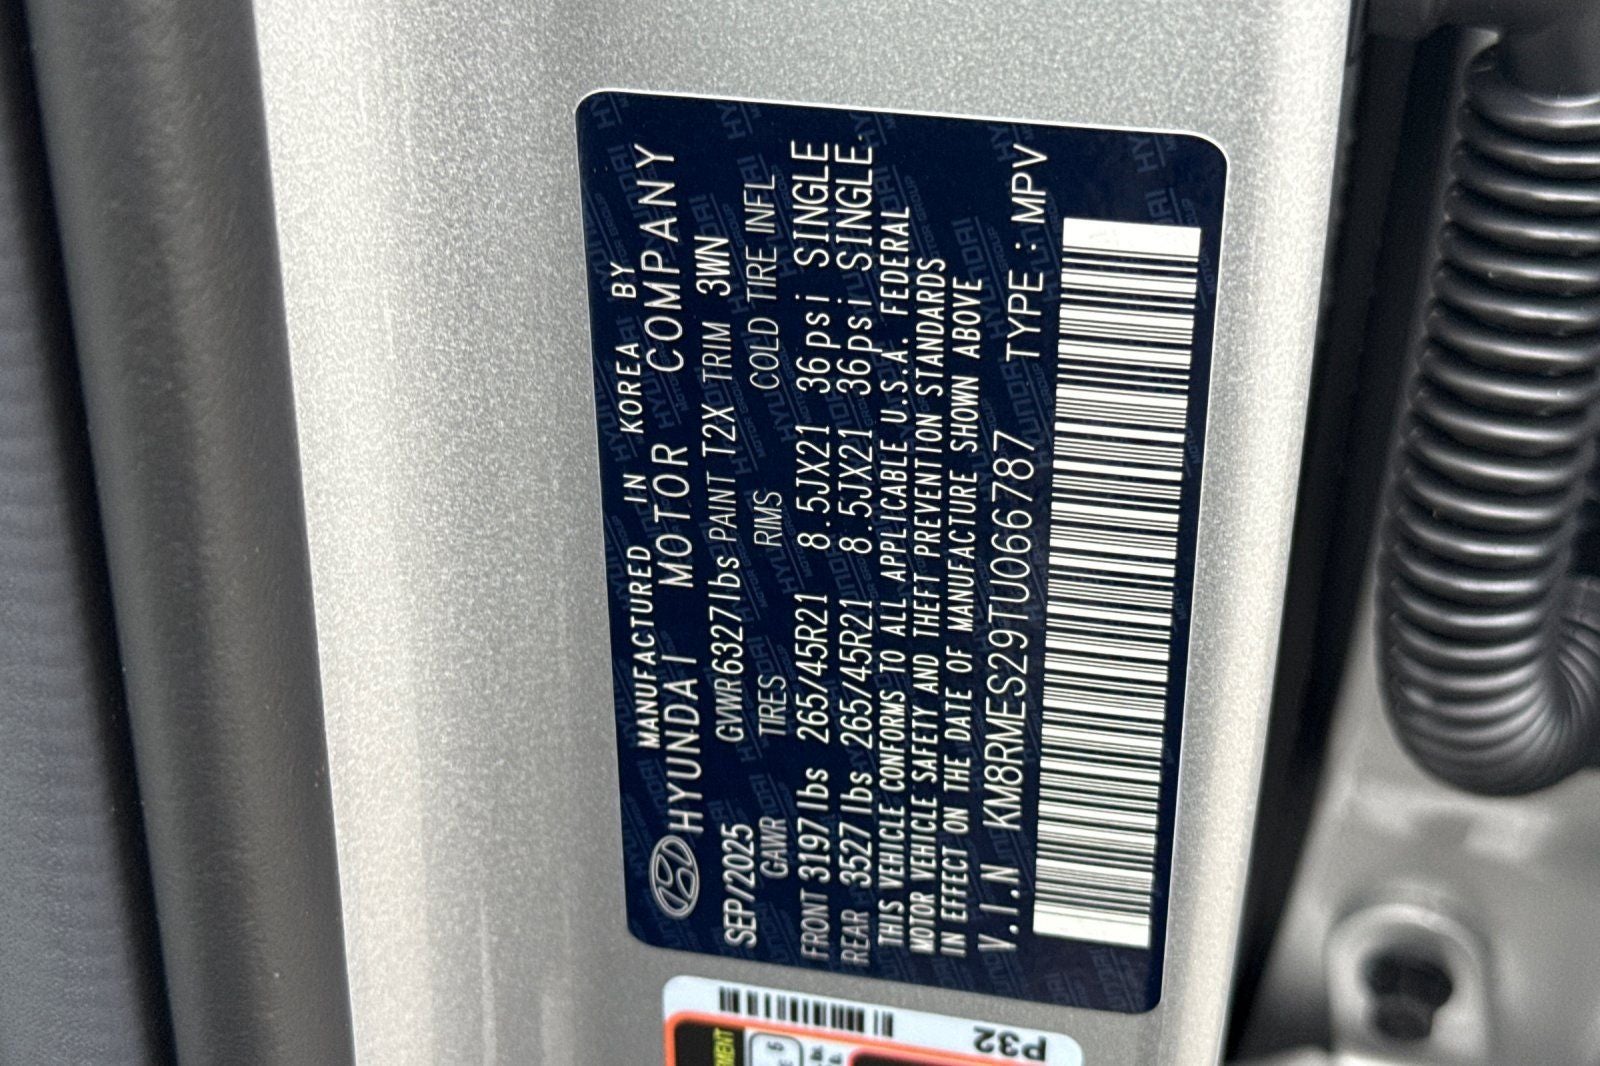 MANUFACTURED IN KOREA BY
HYUNDAI MOTOR COMPANY
SEP/2025 GVWR 6327lbs PAINT T2X TRIM 3WN
GAWR TIRES RIMS COLD TIRE INFL
FRONT 3197lbs 265/45R21 8.5JX21 36psi SINGLE
REAR 3527lbs 265/45R21 8.5JX21 36psi SINGLE
THIS VEHICLE CONFORMS TO ALL APPLICABLE U.S.A. FEDERAL
MOTOR VEHICLE SAFETY AND THEFT PREVENTION STANDARDS
IN EFFECT ON THE DATE OF MANUFACTURE SHOWN ABOVE
V.I.N KM8RMES29TU066787 TYPE : MPV
P32